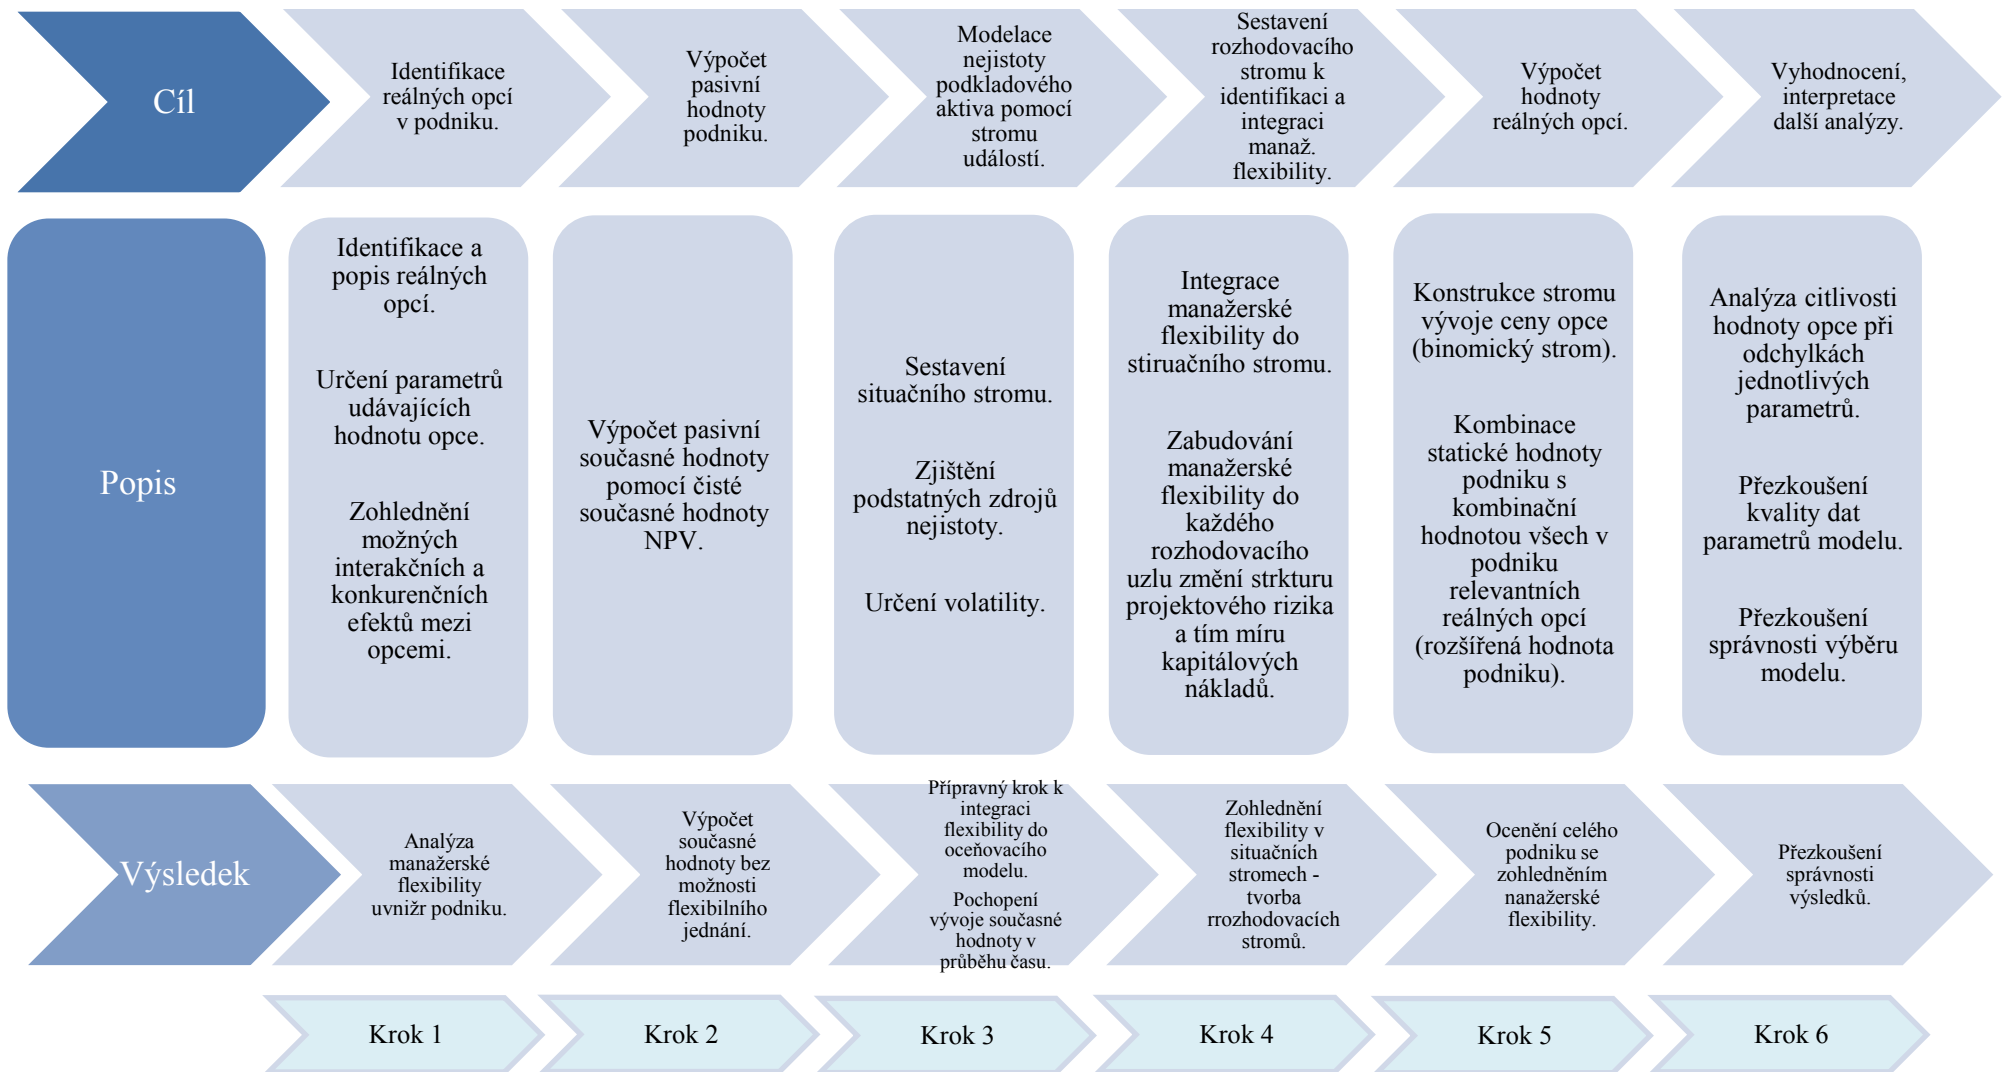 Cíl
Identifikace
reálných opcí
v podniku.
Výpočet
pasivní
hodnoty
podniku.
Modelace
nejistoty
podkladového
aktiva pomocí
stromu
událostí.
Sestavení
rozhodovacího
stromu k
identifikaci a
integraci
manaž.
flexibility.
Výpočet
hodnoty
reálných opcí.
Vyhodnocení,
interpretace
další analýzy.
Popis
Identifikace a
popis reálných
opcí.
Určení parametrů
udávajících
hodnotu opce.
Zohlednění
možných
interakčních a
konkurenčních
efektů mezi
opcemi.
Výpočet pasivní
současné hodnoty
pomocí čisté
současné hodnoty
NPV.
Sestavení
situačního stromu.
Zjištění
podstatných zdrojů
nejistoty.
Určení volatility.
Integrace
manažerské
flexibility do
stiruačního stromu.
Zabudování
manažerské
flexibility do
každého
rozhodovacího
uzlu změní strkturu
projektového rizika
a tím míru
kapitálových
nákladů.
Konstrukce stromu
vývoje ceny opce
(binomický strom).
Kombinace
statické hodnoty
podniku s
kombinační
hodnotou všech v
podniku
relevantních
reálných opcí
(rozšířená hodnota
podniku).
Analýza citlivosti
hodnoty opce při
odchylkách
jednotlivých
parametrů.
Přezkoušení
kvality dat
parametrů modelu.
Přezkoušení
správnosti výběru
modelu.
Výsledek
Analýza
manažerské
flexibility
uvnižr podniku.
Výpočet
současné
hodnoty bez
možnosti
flexibilního
jednání.
Přípravný krok k
integraci
flexibility do
oceňovacího
modelu.
Pochopení
vývoje současné
hodnoty v
průběhu času.
Zohlednění
flexibility v
situačních
stromech -
tvorba
rrozhodovacích
stromů.
Ocenění celého
podniku se
zohledněním
nanažerské
flexibility.
Přezkoušení
správnosti
výsledků.
Krok 1
Krok 2
Krok 3
Krok 4
Krok 5
Krok 6